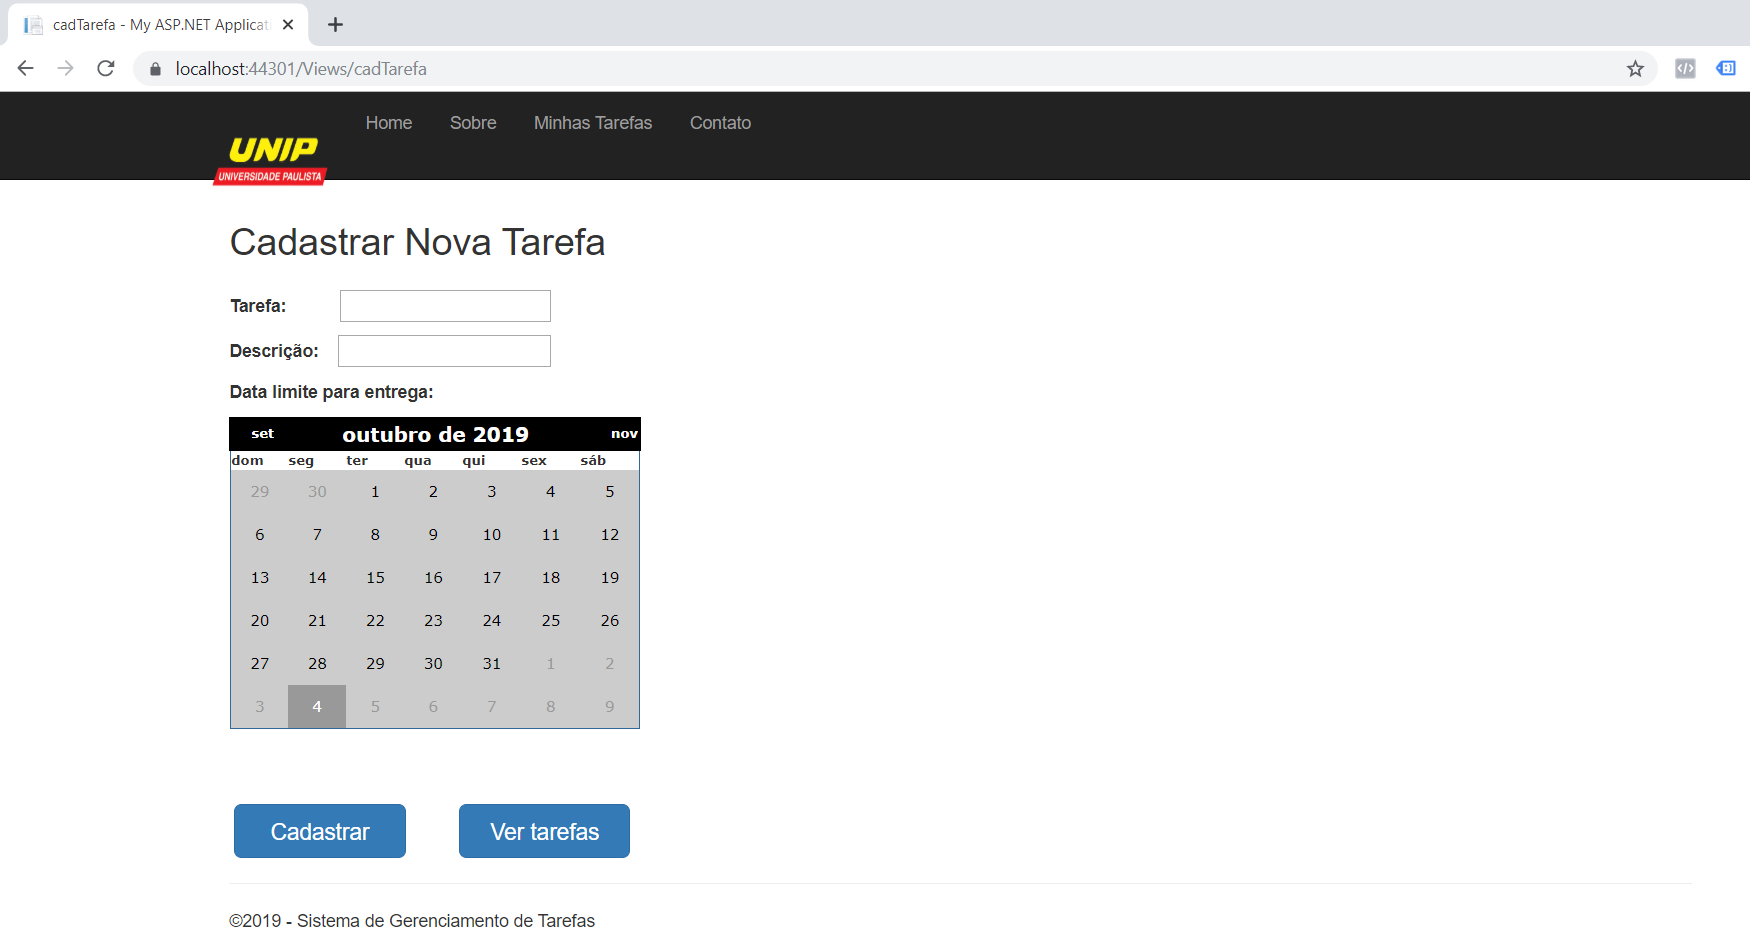 cadTarefa - My ASP.NET Applicat
localhost:44301/Views/cadTarefa
Home Sobre Minhas Tarefas Contato
UNIP
UNIVERSIDADE PAULISTA
Cadastrar Nova Tarefa
Tarefa:
Descrição:
Data limite para entrega:
set outubro de 2019 nov
dom seg ter qua qui sex sáb
29 30 1 2 3 4 5
6 7 8 9 10 11 12
13 14 15 16 17 18 19
20 21 22 23 24 25 26
27 28 29 30 31 1 2
3 4 5 6 7 8 9
Cadastrar Ver tarefas
©2019 - Sistema de Gerenciamento de Tarefas